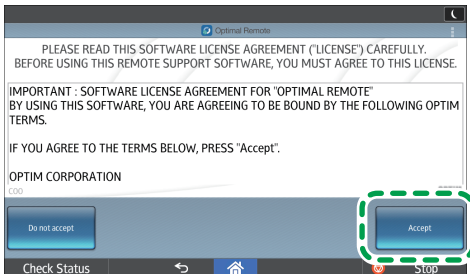 Optimal Remote
PLEASE READ THIS SOFTWARE LICENSE AGREEMENT ("LICENSE") CAREFULLY.
BEFORE USING THIS REMOTE SUPPORT SOFTWARE, YOU MUST AGREE TO THIS LICENSE.
IMPORTANT : SOFTWARE LICENSE AGREEMENT FOR "OPTIMAL REMOTE"
BY USING THIS SOFTWARE, YOU ARE AGREEING TO BE BOUND BY THE FOLLOWING OPTIM
TERMS.
IF YOU AGREE TO THE TERMS BELOW, PRESS "Accept".
OPTIM CORPORATION
Do not accept
Accept
Check Status
Stop